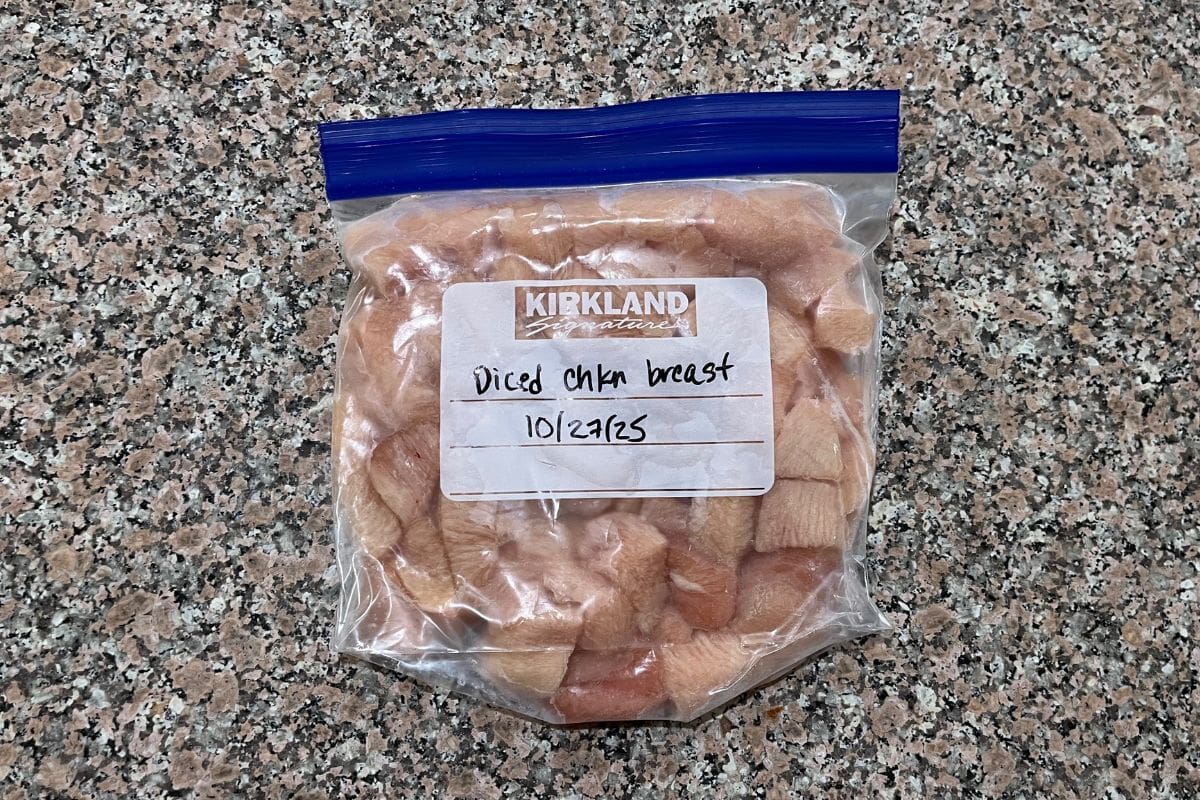 KIRKLAND
Signature
Diced chkn breast
10/27/25